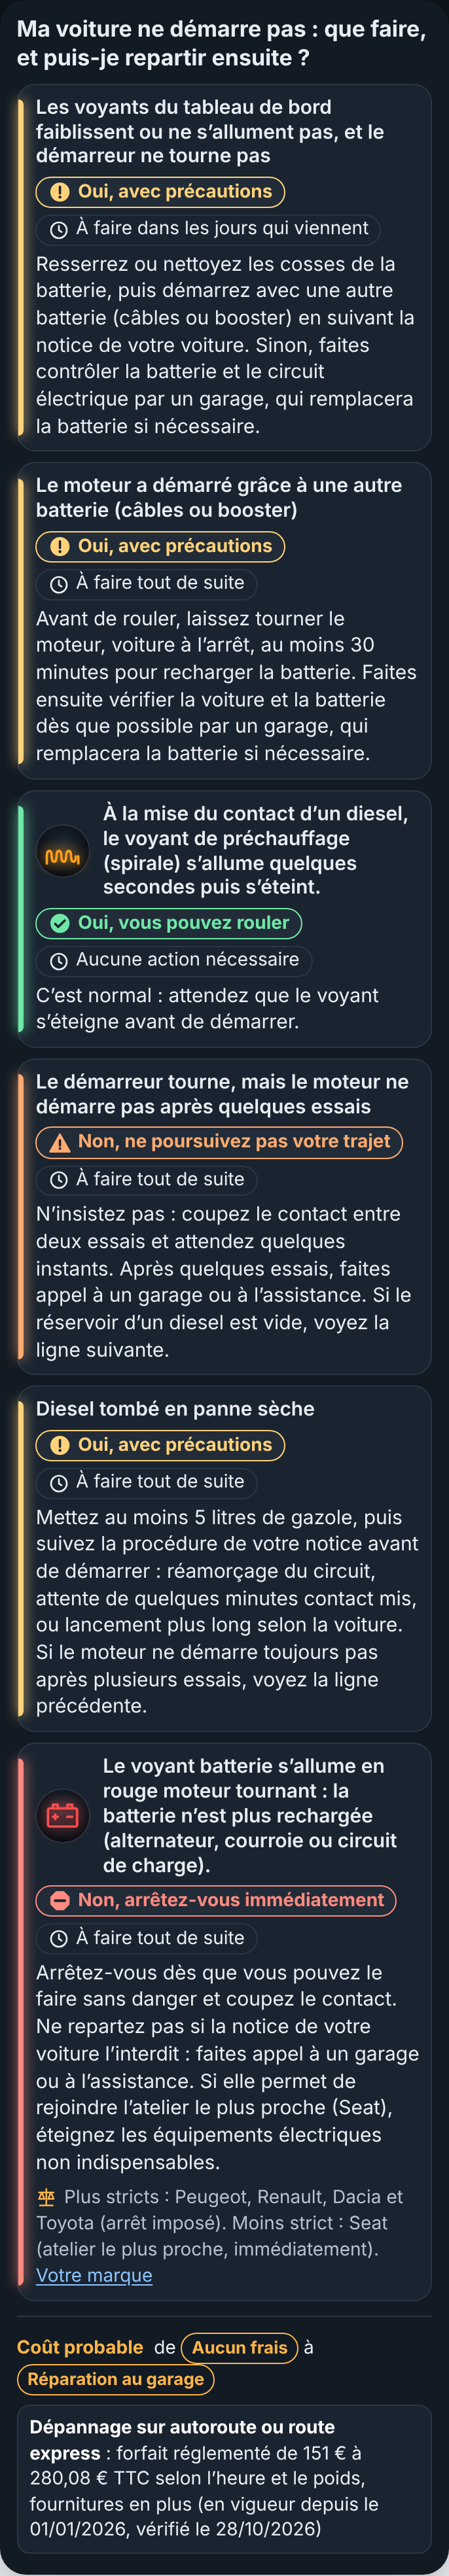 Ma voiture ne démarre pas : que faire,
et puis-je repartir ensuite ?
Les voyants du tableau de bord
faiblissent ou ne s’allument pas, et le
démarreur ne tourne pas
Oui, avec précautions
À faire dans les jours qui viennent
Resserrez ou nettoyez les cosses de la
batterie, puis démarrez avec une autre
batterie (câbles ou booster) en suivant la
notice de votre voiture. Sinon, faites
contrôler la batterie et le circuit
électrique par un garage, qui remplacera
la batterie si nécessaire.
Le moteur a démarré grâce à une autre
batterie (câbles ou booster)
Oui, avec précautions
À faire tout de suite
Avant de rouler, laissez tourner le
moteur, voiture à l’arrêt, au moins 30
minutes pour recharger la batterie. Faites
ensuite vérifier la voiture et la batterie
dès que possible par un garage, qui
remplacera la batterie si nécessaire.
À la mise du contact d’un diesel,
le voyant de préchauffage
(spirale) s’allume quelques
secondes puis s’éteint.
Oui, vous pouvez rouler
Aucune action nécessaire
C’est normal : attendez que le voyant
s’éteigne avant de démarrer.
Le démarreur tourne, mais le moteur ne
démarre pas après quelques essais
Non, ne poursuivez pas votre trajet
À faire tout de suite
N’insistez pas : coupez le contact entre
deux essais et attendez quelques
instants. Après quelques essais, faites
appel à un garage ou à l’assistance. Si le
réservoir d’un diesel est vide, voyez la
ligne suivante.
Diesel tombé en panne sèche
Oui, avec précautions
À faire tout de suite
Mettez au moins 5 litres de gazole, puis
suivez la procédure de votre notice avant
de démarrer : réamorçage du circuit,
attente de quelques minutes contact mis,
ou lancement plus long selon la voiture.
Si le moteur ne démarre toujours pas
après plusieurs essais, voyez la ligne
précédente.
Le voyant batterie s’allume en
rouge moteur tournant : la
batterie n’est plus rechargée
(alternateur, courroie ou circuit
de charge).
Non, arrêtez-vous immédiatement
À faire tout de suite
Arrêtez-vous dès que vous pouvez le
faire sans danger et coupez le contact.
Ne repartez pas si la notice de votre
voiture l’interdit : faites appel à un garage
ou à l’assistance. Si elle permet de
rejoindre l’atelier le plus proche (Seat),
éteignez les équipements électriques
non indispensables.
Plus stricts : Peugeot, Renault, Dacia et
Toyota (arrêt imposé). Moins strict : Seat
(atelier le plus proche, immédiatement).
Votre marque
Coût probable de Aucun frais à
Réparation au garage
Dépannage sur autoroute ou route
express : forfait réglementé de 151 € à
280,08 € TTC selon l’heure et le poids,
fournitures en plus (en vigueur depuis le
01/01/2026, vérifié le 28/10/2026)